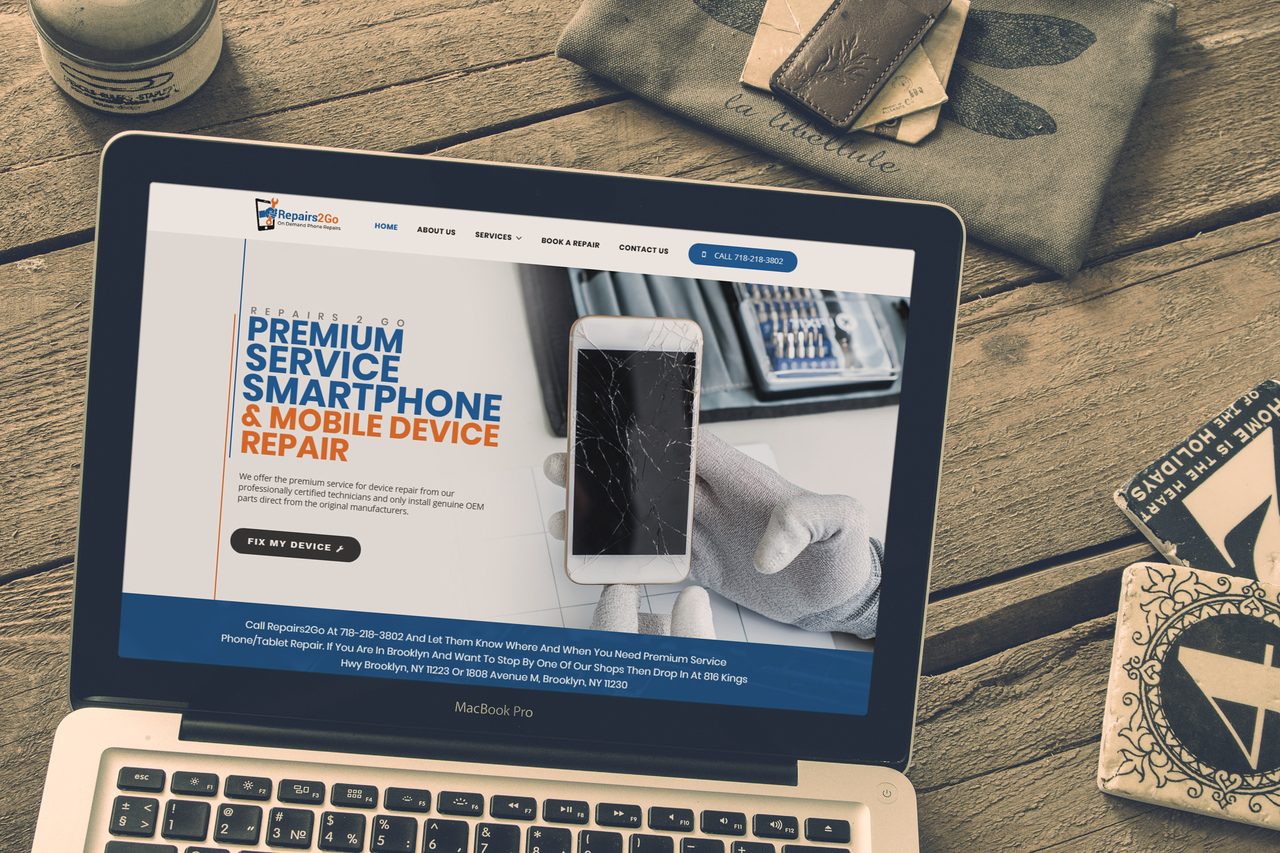 la libellule
Repairs2Go
On Demand Phone Repairs
HOME
ABOUT US
SERVICES
BOOK A REPAIR
CONTACT US
CALL 718-218-3802
REPAIRS 2 GO
PREMIUM
SERVICE
SMARTPHONE
& MOBILE DEVICE
REPAIR
We offer the premium service for device repair from our
professionally certified technicians and only install genuine OEM
parts direct from the original manufacturers.
FIX MY DEVICE
Call Repairs2Go At 718-218-3802 And Let Them Know Where And When You Need Premium Service
Phone/Tablet Repair. If You Are In Brooklyn And Want To Stop By One Of Our Shops Then Drop In At 816 Kings
Hwy Brooklyn, NY 11223 Or 1808 Avenue M, Brooklyn, NY 11230
HOME IS THE HEART
OF THE HOLIDAYS
A
MacBook Pro
esc F1 F2 F3 F4 F5 F6 F7 F8 F9 F10 F11 F12
± < ! @ # $ % ^ & *
§ > 1 2 " 3 № 4 % 5 : 6 , 7 . 8 ;